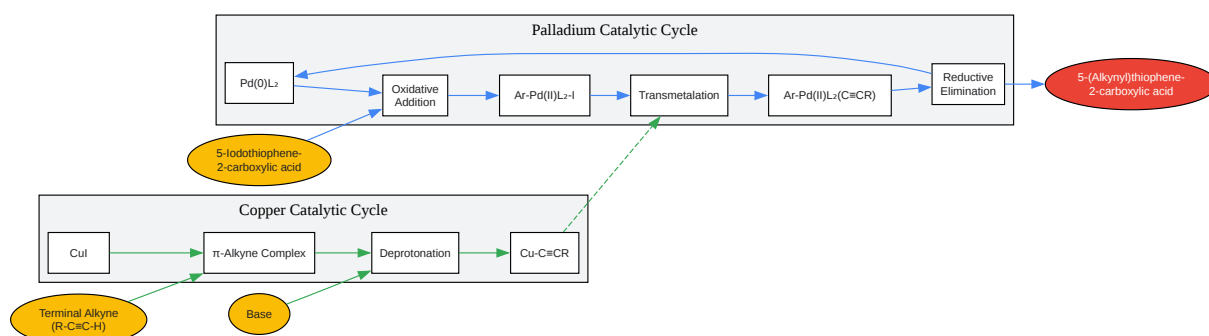 Palladium Catalytic Cycle
Pd(0)L₂
Oxidative
Addition
Ar-Pd(II)L₂-I
Transmetalation
Ar-Pd(II)L₂(C≡CR)
Reductive
Elimination
5-(Alkynyl)thiophene-
2-carboxylic acid
5-Iodothiophene-
2-carboxylic acid
Copper Catalytic Cycle
CuI
π-Alkyne Complex
Deprotonation
Cu-C≡CR
Terminal Alkyne
(R-C≡C-H)
Base